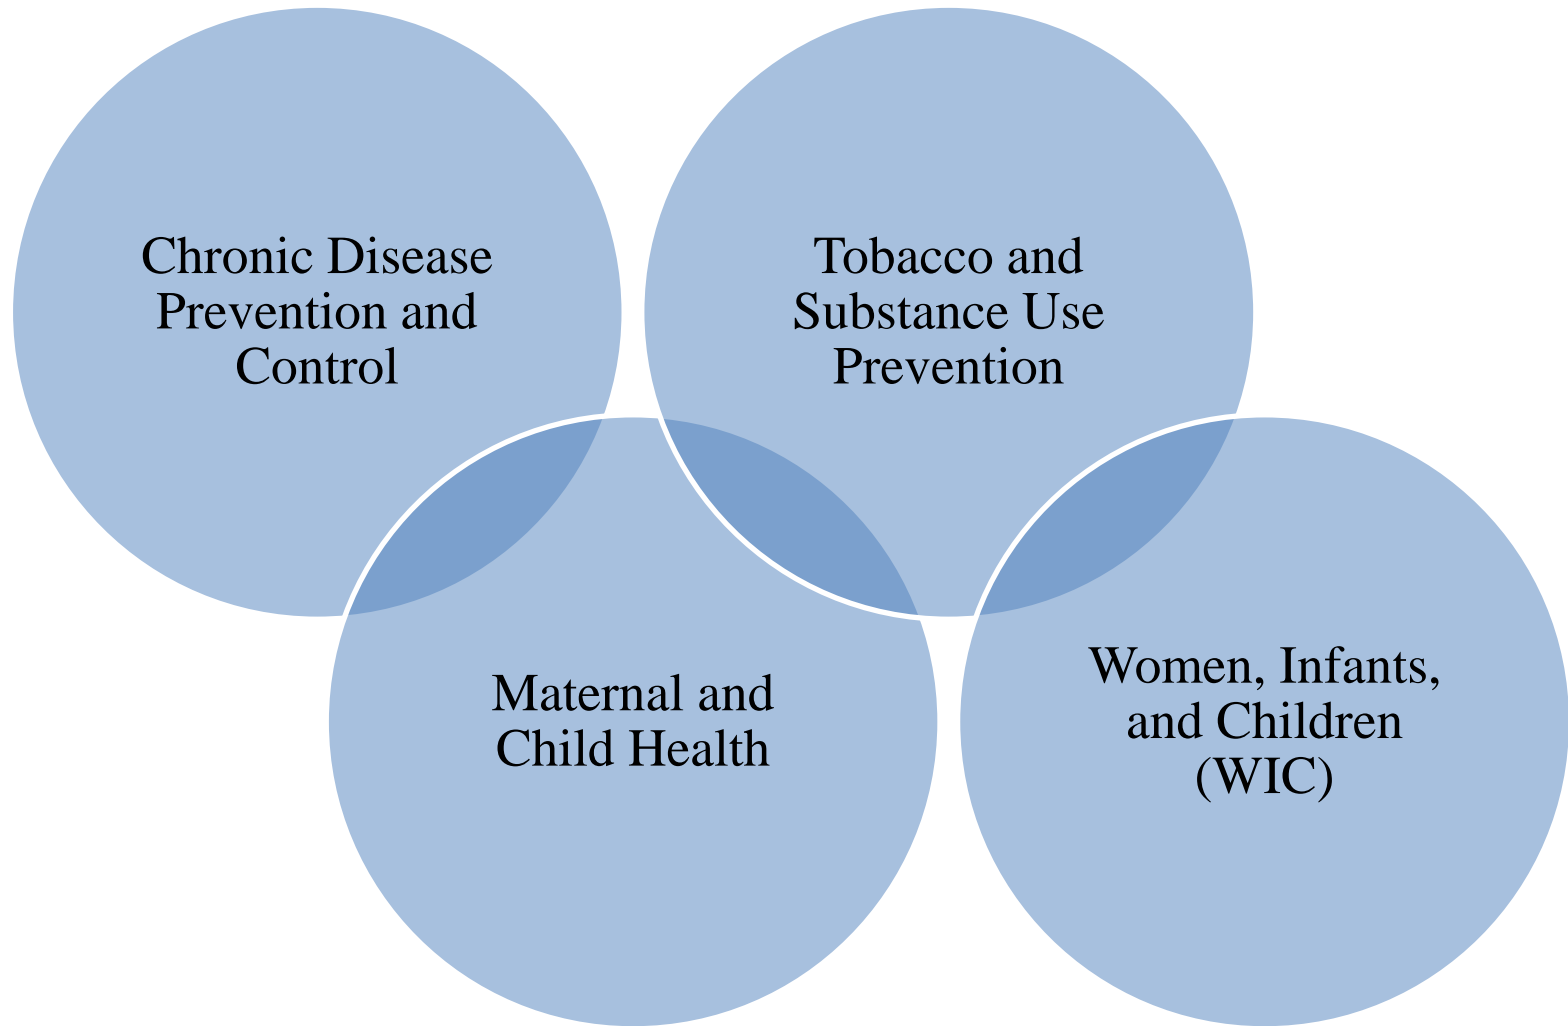 Chronic Disease
Prevention and
Control
Tobacco and
Substance Use
Prevention
Maternal and
Child Health
Women, Infants,
and Children
(WIC)